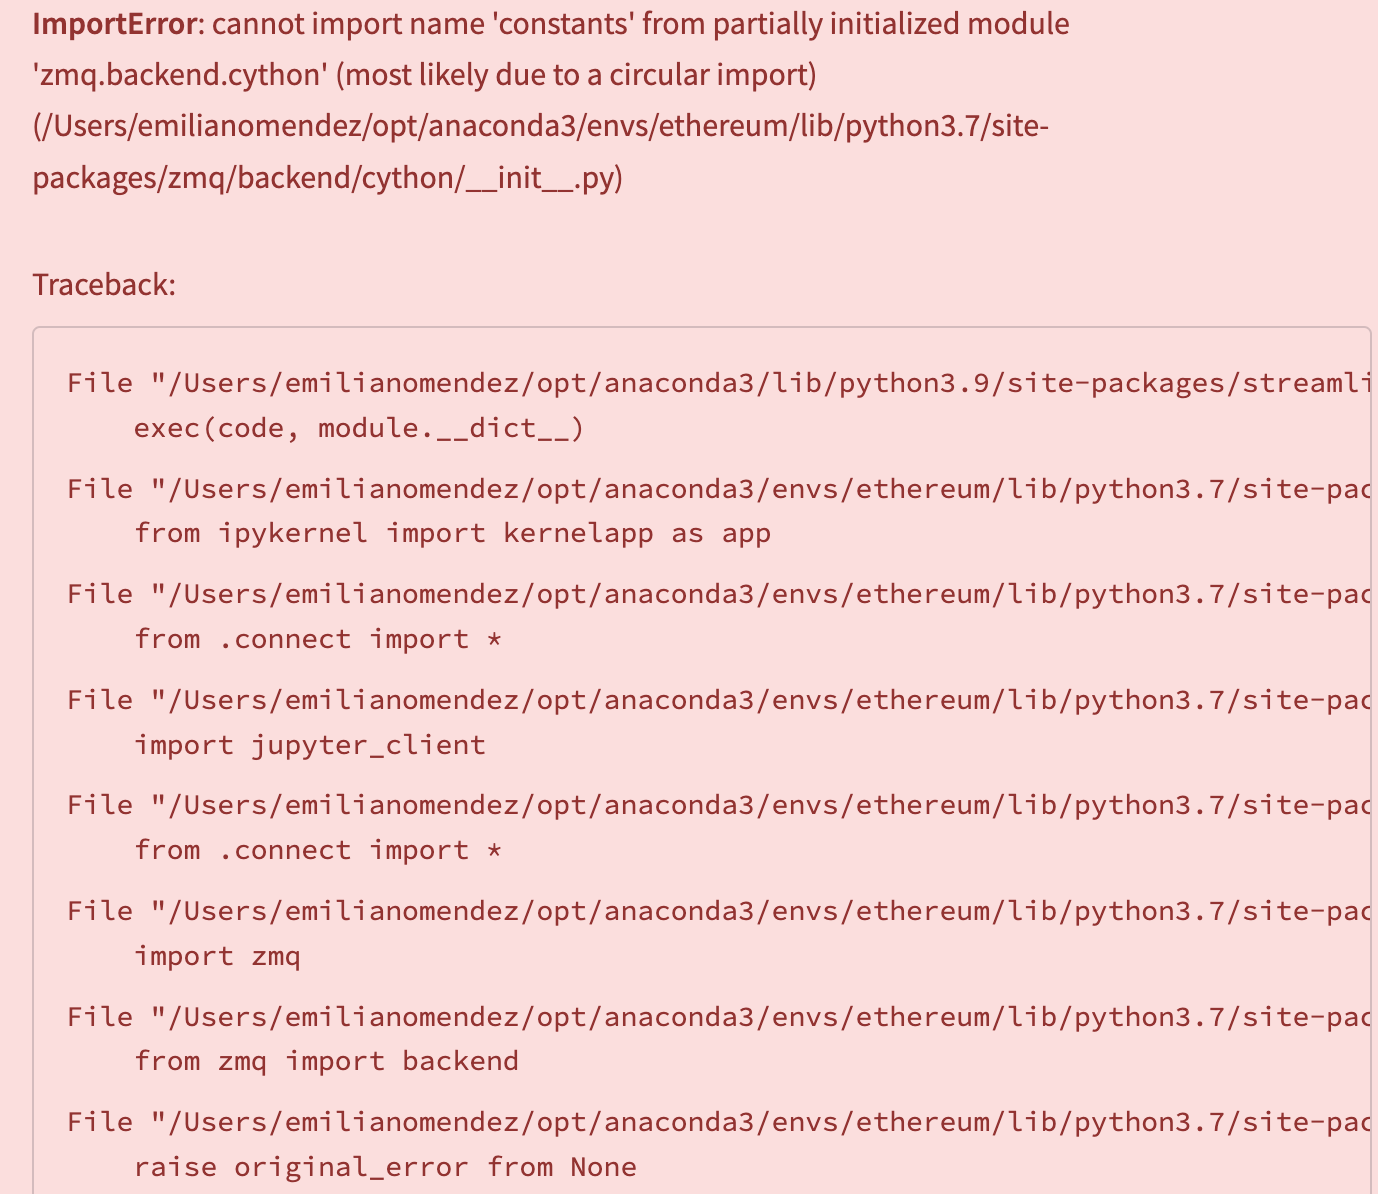 ImportError: cannot import name 'constants' from partially initialized module
'zmq.backend.cython' (most likely due to a circular import)
(/Users/emilianomendez/opt/anaconda3/envs/ethereum/lib/python3.7/site-
packages/zmq/backend/cython/__init__.py)
Traceback:
File "/Users/emilianomendez/opt/anaconda3/lib/python3.9/site-packages/streamli
exec(code, module.__dict__)
File "/Users/emilianomendez/opt/anaconda3/envs/ethereum/lib/python3.7/site-pac
from ipykernel import kernelapp as app
File "/Users/emilianomendez/opt/anaconda3/envs/ethereum/lib/python3.7/site-pac
from .connect import *
File "/Users/emilianomendez/opt/anaconda3/envs/ethereum/lib/python3.7/site-pac
import jupyter_client
File "/Users/emilianomendez/opt/anaconda3/envs/ethereum/lib/python3.7/site-pac
from .connect import *
File "/Users/emilianomendez/opt/anaconda3/envs/ethereum/lib/python3.7/site-pac
import zmq
File "/Users/emilianomendez/opt/anaconda3/envs/ethereum/lib/python3.7/site-pac
from zmq import backend
File "/Users/emilianomendez/opt/anaconda3/envs/ethereum/lib/python3.7/site-pac
raise original_error from None